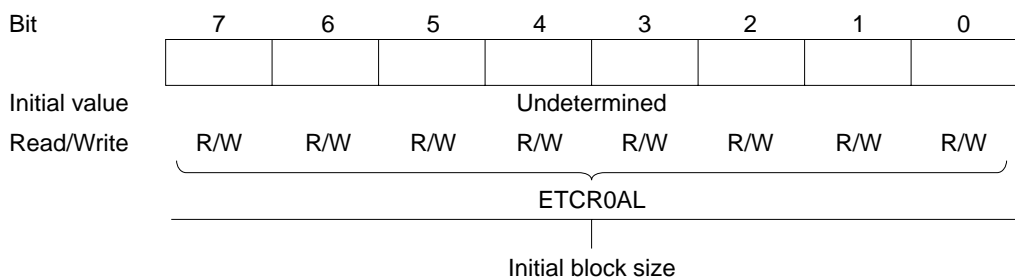 Bit 7 6 5 4 3 2 1 0
Initial value Undetermined
Read/Write R/W R/W R/W R/W R/W R/W R/W R/W
ETCR0AL
Initial block size